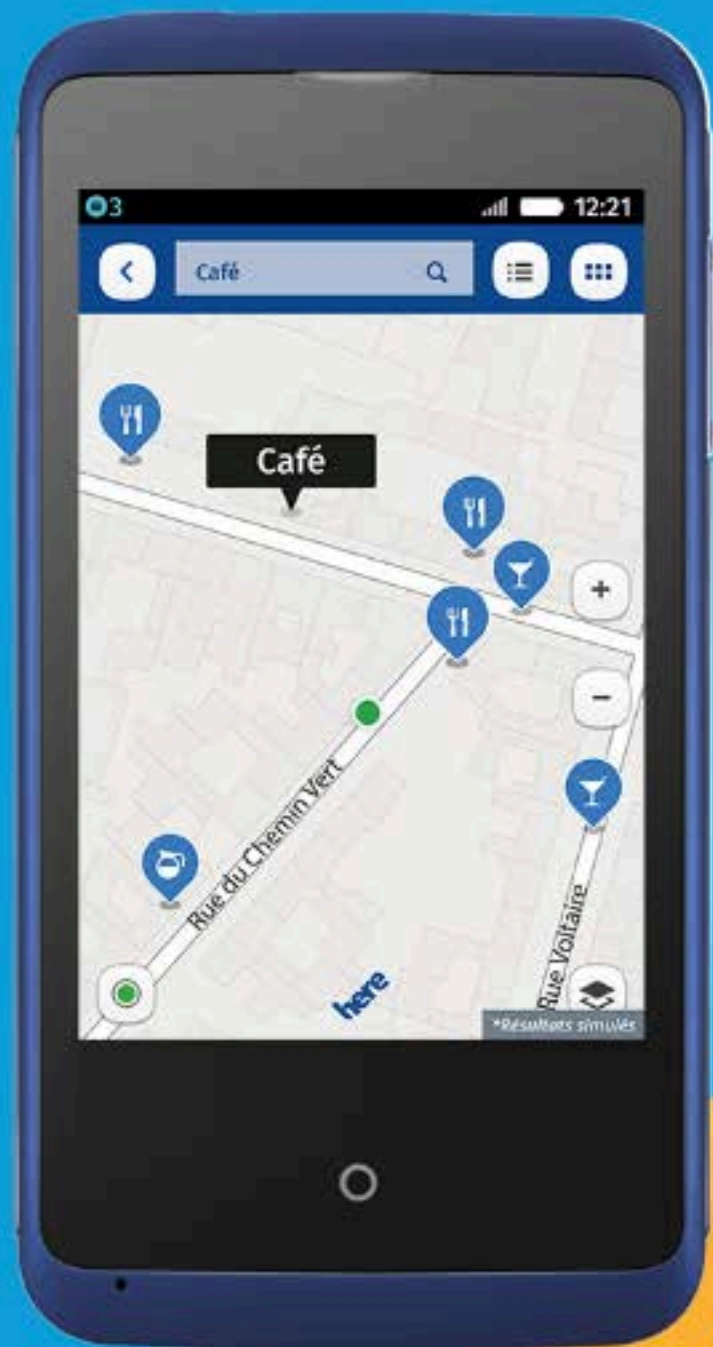 3
12:21
Café
Café
Rue du Chemin Vert
Rue Voltaire
here
*Résultats simulés